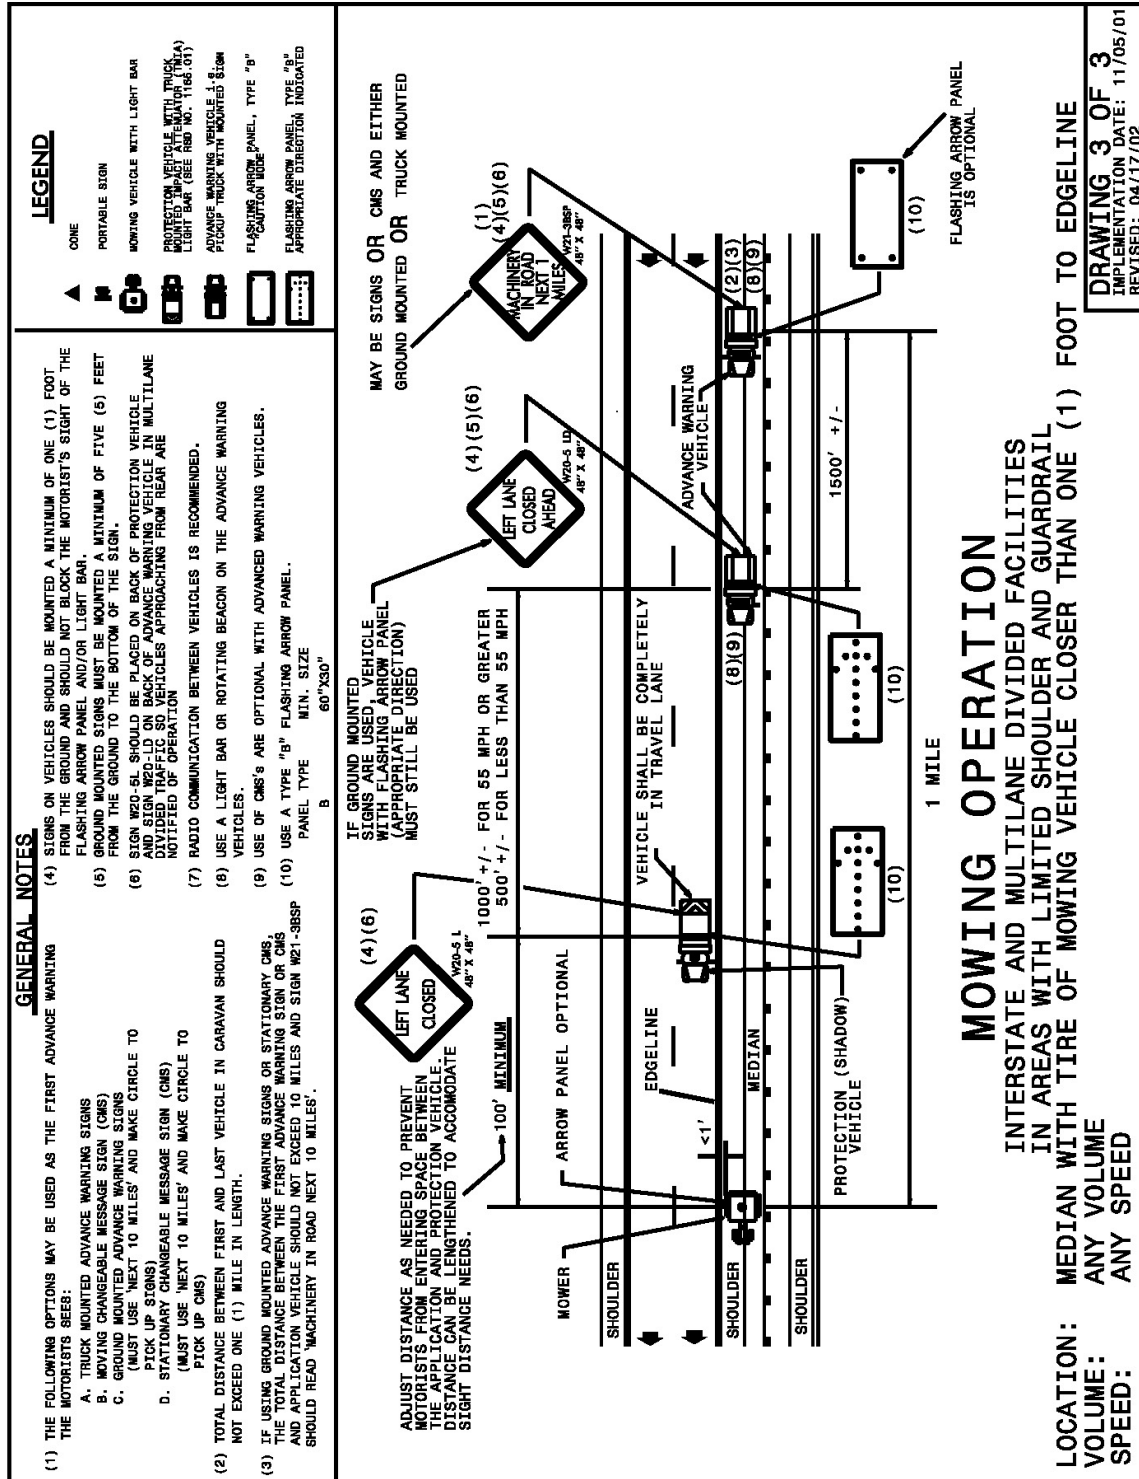 GENERAL NOTES
(1) THE FOLLOWING OPTIONS MAY BE USED AS THE FIRST ADVANCE WARNING
THE MOTORISTS SEES:
A. TRUCK MOUNTED ADVANCE WARNING SIGNS
B. MOVING CHANGEABLE MESSAGE SIGN (CMS)
C. GROUND MOUNTED ADVANCE WARNING SIGNS
(MUST USE 'NEXT 10 MILES' AND MAKE CIRCLE TO
PICK UP SIGNS)
D. STATIONARY CHANGEABLE MESSAGE SIGN (CMS)
(MUST USE 'NEXT 10 MILES' AND MAKE CIRCLE TO
PICK UP CMS)
(2) TOTAL DISTANCE BETWEEN FIRST AND LAST VEHICLE IN CARAVAN SHOULD
NOT EXCEED ONE (1) MILE IN LENGTH.
(3) IF USING GROUND MOUNTED ADVANCE WARNING SIGNS OR STATIONARY CMS,
THE TOTAL DISTANCE BETWEEN THE FIRST ADVANCE WARNING SIGN OR CMS
AND APPLICATION VEHICLE SHOULD NOT EXCEED 10 MILES AND SIGN W21-3BSP
SHOULD READ 'MACHINERY IN ROAD NEXT 10 MILES'.
(4) SIGNS ON VEHICLES SHOULD BE MOUNTED A MINIMUM OF ONE (1) FOOT
FROM THE GROUND AND SHOULD NOT BLOCK THE MOTORIST'S SIGHT OF THE
FLASHING ARROW PANEL AND/OR LIGHT BAR.
(5) GROUND MOUNTED SIGNS MUST BE MOUNTED A MINIMUM OF FIVE (5) FEET
FROM THE GROUND TO THE BOTTOM OF THE SIGN.
(6) SIGN W20-5L SHOULD BE PLACED ON BACK OF PROTECTION VEHICLE
AND SIGN W20-LD ON BACK OF ADVANCE WARNING VEHICLE IN MULTILANE
DIVIDED TRAFFIC SO VEHICLES APPROACHING FROM REAR ARE
NOTIFIED OF OPERATION
(7) RADIO COMMUNICATION BETWEEN VEHICLES IS RECOMMENDED.
(8) USE A LIGHT BAR OR ROTATING BEACON ON THE ADVANCE WARNING
VEHICLES.
(9) USE OF CMS's ARE OPTIONAL WITH ADVANCED WARNING VEHICLES.
(10) USE A TYPE "B" FLASHING ARROW PANEL.
PANEL TYPE MIN. SIZE
B 60"X30"
LEGEND
CONE
PORTABLE SIGN
MOWING VEHICLE WITH LIGHT BAR
PROTECTION VEHICLE WITH TRUCK
MOUNTED IMPACT ATTENUATOR (TMIA)
LIGHT BAR (SEE RBD NO. 1166.01)
ADVANCE WARNING VEHICLE i.e.
PICKUP TRUCK WITH MOUNTED SIGN
FLASHING ARROW PANEL, TYPE "B"
"CAUTION MODE"
FLASHING ARROW PANEL, TYPE "B"
APPROPRIATE DIRECTION INDICATED
ADJUST DISTANCE AS NEEDED TO PREVENT
MOTORISTS FROM ENTERING SPACE BETWEEN
THE APPLICATION AND PROTECTION VEHICLE.
DISTANCE CAN BE LENGTHENED TO ACCOMODATE
SIGHT DISTANCE NEEDS.
LEFT LANE
CLOSED
(4)(6)
W20-5 L
48" X 48"
IF GROUND MOUNTED
SIGNS ARE USED, VEHICLE
WITH FLASHING ARROW PANEL
(APPROPRIATE DIRECTION)
MUST STILL BE USED
LEFT LANE
CLOSED
AHEAD
(4)(5)(6)
W20-5 LD
48" X 48"
MAY BE SIGNS OR CMS AND EITHER
GROUND MOUNTED OR TRUCK MOUNTED
MACHINERY
IN ROAD
NEXT 1
MILES
(1)
(4)(5)(6)
W21-3BSP
48" X 48"
100' MINIMUM
1000' +/- FOR 55 MPH OR GREATER
500' +/- FOR LESS THAN 55 MPH
MOWER
ARROW PANEL OPTIONAL
EDGELINE
VEHICLE SHALL BE COMPLETELY
IN TRAVEL LANE
ADVANCE WARNING
VEHICLE
SHOULDER
SHOULDER
<1'
MEDIAN
(8)(9)
(2)(3)
(8)(9)
SHOULDER
PROTECTION (SHADOW)
VEHICLE
1500' +/-
(10)
(10)
(10)
FLASHING ARROW PANEL
IS OPTIONAL
1 MILE
MOWING OPERATION
INTERSTATE AND MULTILANE DIVIDED FACILITIES
IN AREAS WITH LIMITED SHOULDER AND GUARDRAIL
LOCATION: MEDIAN WITH TIRE OF MOWING VEHICLE CLOSER THAN ONE (1) FOOT TO EDGELINE
VOLUME: ANY VOLUME
SPEED: ANY SPEED
DRAWING 3 OF 3
IMPLEMENTATION DATE: 11/05/01
REVISED: 04/17/02